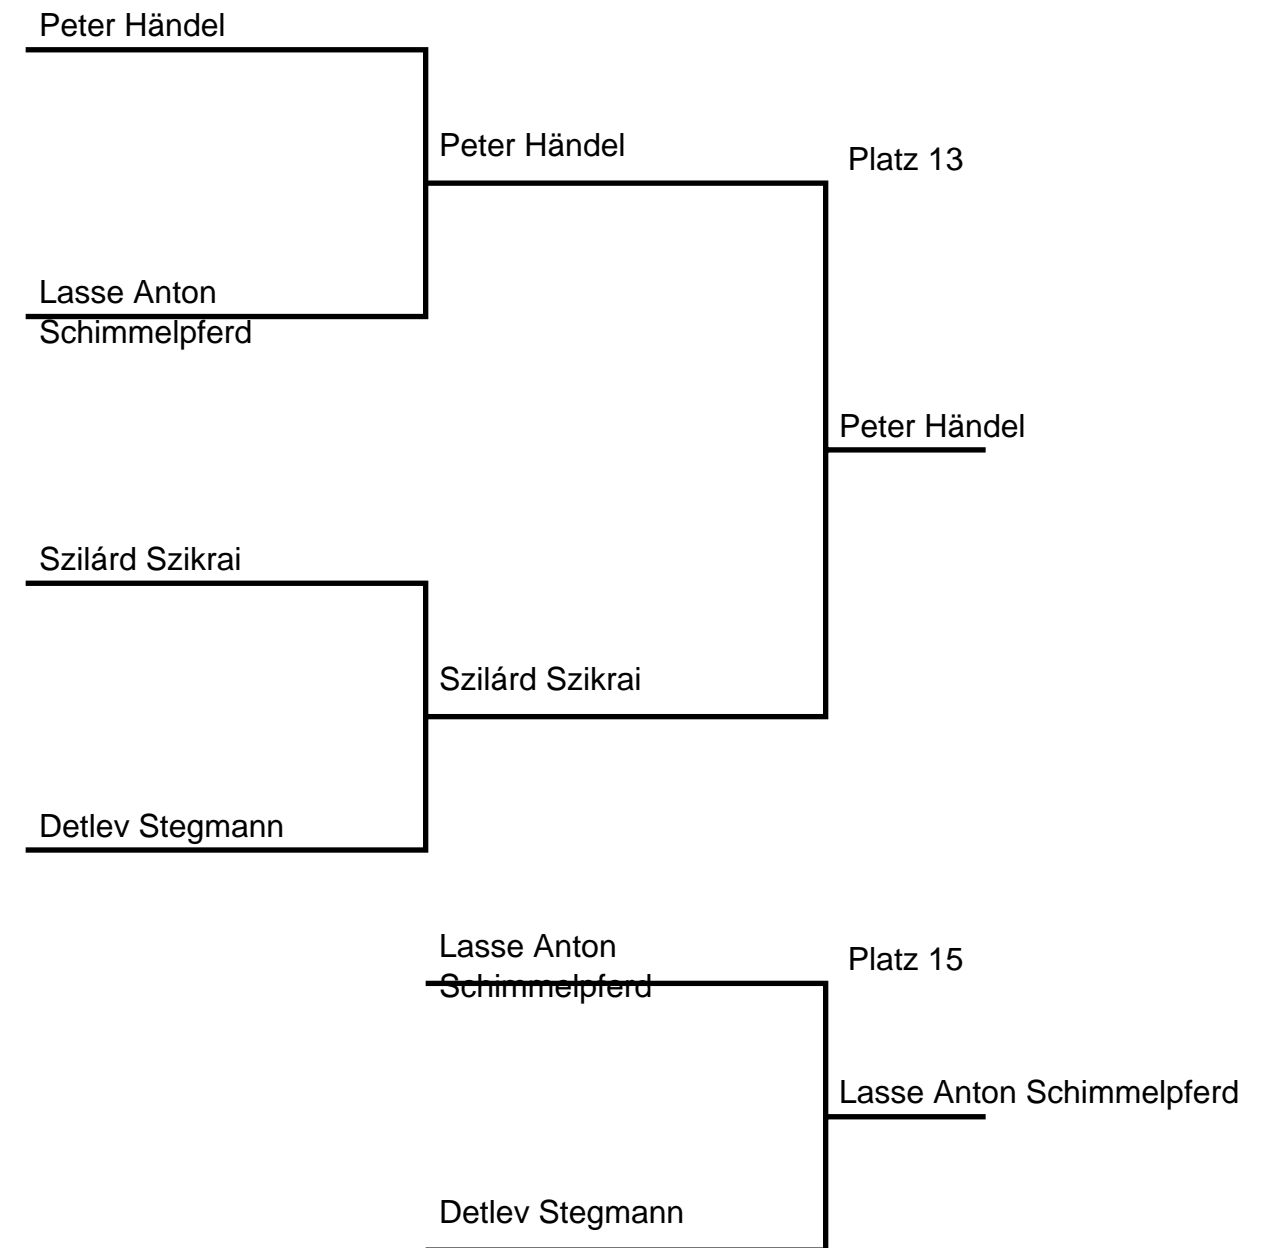 Peter Händel
Peter Händel
Platz 13
Lasse Anton
Schimmelpferd
Peter Händel
Szilárd Szikrai
Szilárd Szikrai
Detlev Stegmann
Lasse Anton
Schimmelpferd
Platz 15
Lasse Anton Schimmelpferd
Detlev Stegmann